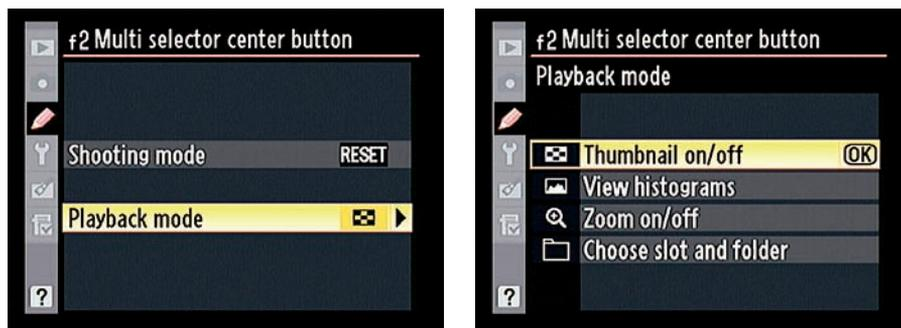 f2 Multi selector center button
Shooting mode RESET
Playback mode
?
f2 Multi selector center button
Playback mode
Thumbnail on/off OK
View histograms
Zoom on/off
Choose slot and folder
?